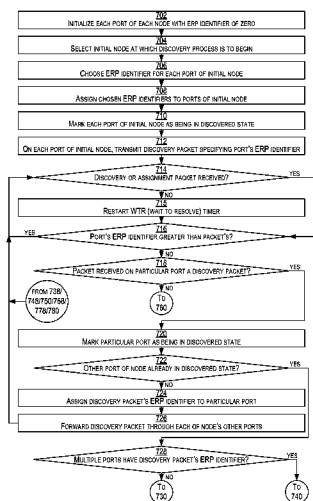 702
INITIALIZE EACH PORT OF EACH NODE WITH ERP IDENTIFIER OF ZERO
704
SELECT INITIAL NODE AT WHICH DISCOVERY PROCESS IS TO BEGIN
706
CHOOSE ERP IDENTIFIER FOR EACH PORT OF INITIAL NODE
708
ASSIGN CHOSEN ERP IDENTIFIERS TO PORTS OF INITIAL NODE
710
MARK EACH PORT OF INITIAL NODE AS BEING IN DISCOVERED STATE
712
ON EACH PORT OF INITIAL NODE, TRANSMIT DISCOVERY PACKET SPECIFYING PORT'S ERP IDENTIFIER
714
DISCOVERY OR ASSIGNMENT PACKET RECEIVED?
YES
NO
715
RESTART WTR (WAIT TO RESOLVE) TIMER
YES
716
PORT'S ERP IDENTIFIER GREATER THAN PACKET'S?
NO
718
PACKET RECEIVED ON PARTICULAR PORT A DISCOVERY PACKET?
YES
NO
FROM 738/
748/750/758/
778/780
TO
760
720
MARK PARTICULAR PORT AS BEING IN DISCOVERED STATE
722
OTHER PORT OF NODE ALREADY IN DISCOVERED STATE?
YES
NO
724
ASSIGN DISCOVERY PACKET'S ERP IDENTIFIER TO PARTICULAR PORT
726
FORWARD DISCOVERY PACKET THROUGH EACH OF NODE'S OTHER PORTS
728
MULTIPLE PORTS HAVE DISCOVERY PACKET'S ERP IDENTIFIER?
YES
NO
TO
730
TO
740